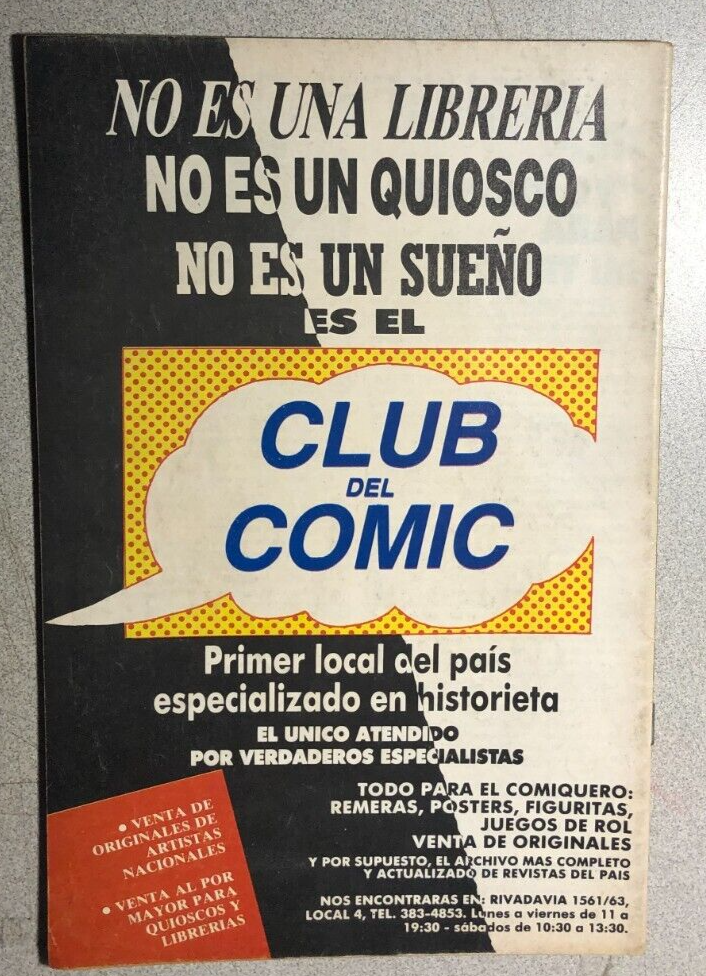 NO ES UNA LIBRERIA
NO ES UN QUIOSCO
NO ES UN SUEÑO
ES EL
CLUB
DEL
COMIC
Primer local del país
especializado en historieta
EL UNICO ATENDIDO
POR VERDADEROS ESPECIALISTAS
TODO PARA EL COMIQUERO:
REMERAS, POSTERS, FIGURITAS,
JUEGOS DE ROL
VENTA DE ORIGINALES
Y POR SUPUESTO, EL ARCHIVO MAS COMPLETO
Y ACTUALIZADO DE REVISTAS DEL PAIS
NOS ENCONTRARAS EN: RIVADAVIA 1561/63,
LOCAL 4, TEL. 383-4853. Lunes a viernes de 11 a
19:30 - sábados de 10:30 a 13:30.
• VENTA DE
ORIGINALES DE
ARTISTAS
NACIONALES
• VENTA AL POR
MAYOR PARA
QUIOSCOS Y
LIBRERIAS